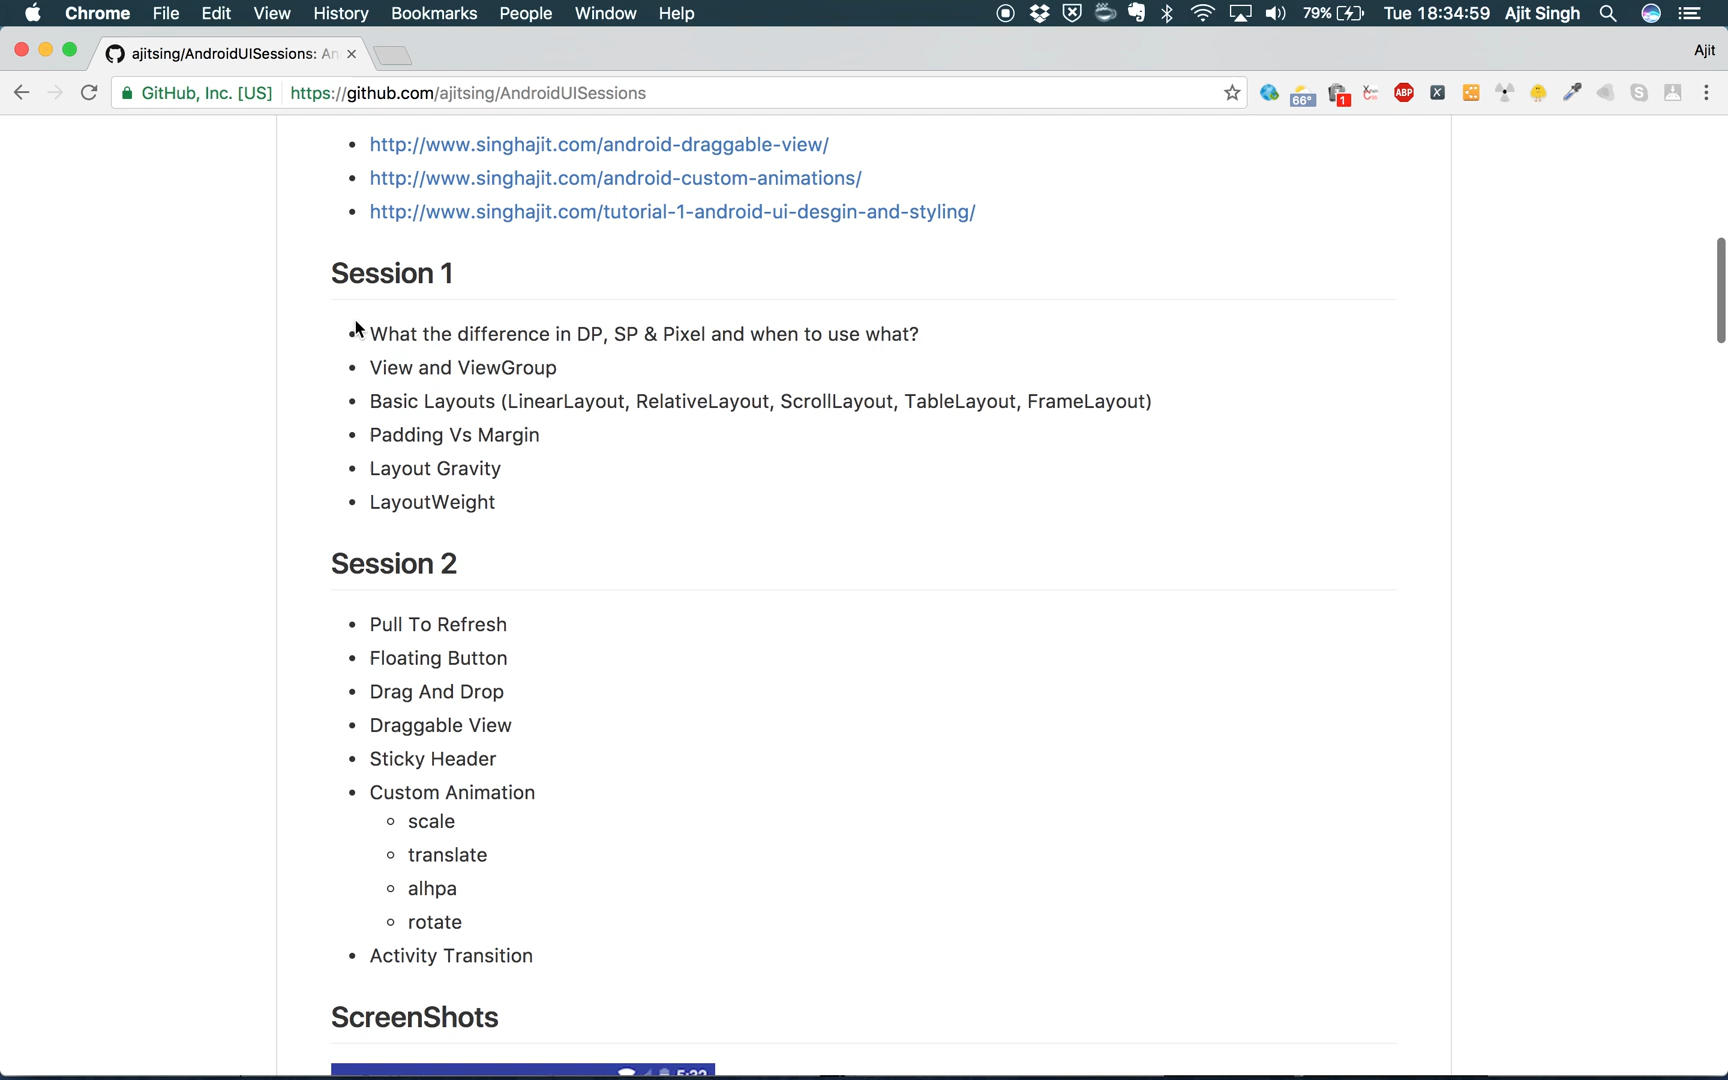 Chrome File Edit View History Bookmarks People Window Help 79% Tue 18:34:59 Ajit Singh
ajitsing/AndroidUISessions: An Ajit
GitHub, Inc. [US] https://github.com/ajitsing/AndroidUISessions 66° 1 ABP
http://www.singhajit.com/android-draggable-view/
http://www.singhajit.com/android-custom-animations/
http://www.singhajit.com/tutorial-1-android-ui-desgin-and-styling/
Session 1
What the difference in DP, SP & Pixel and when to use what?
View and ViewGroup
Basic Layouts (LinearLayout, RelativeLayout, ScrollLayout, TableLayout, FrameLayout)
Padding Vs Margin
Layout Gravity
LayoutWeight
Session 2
Pull To Refresh
Floating Button
Drag And Drop
Draggable View
Sticky Header
Custom Animation
scale
translate
alhpa
rotate
Activity Transition
ScreenShots